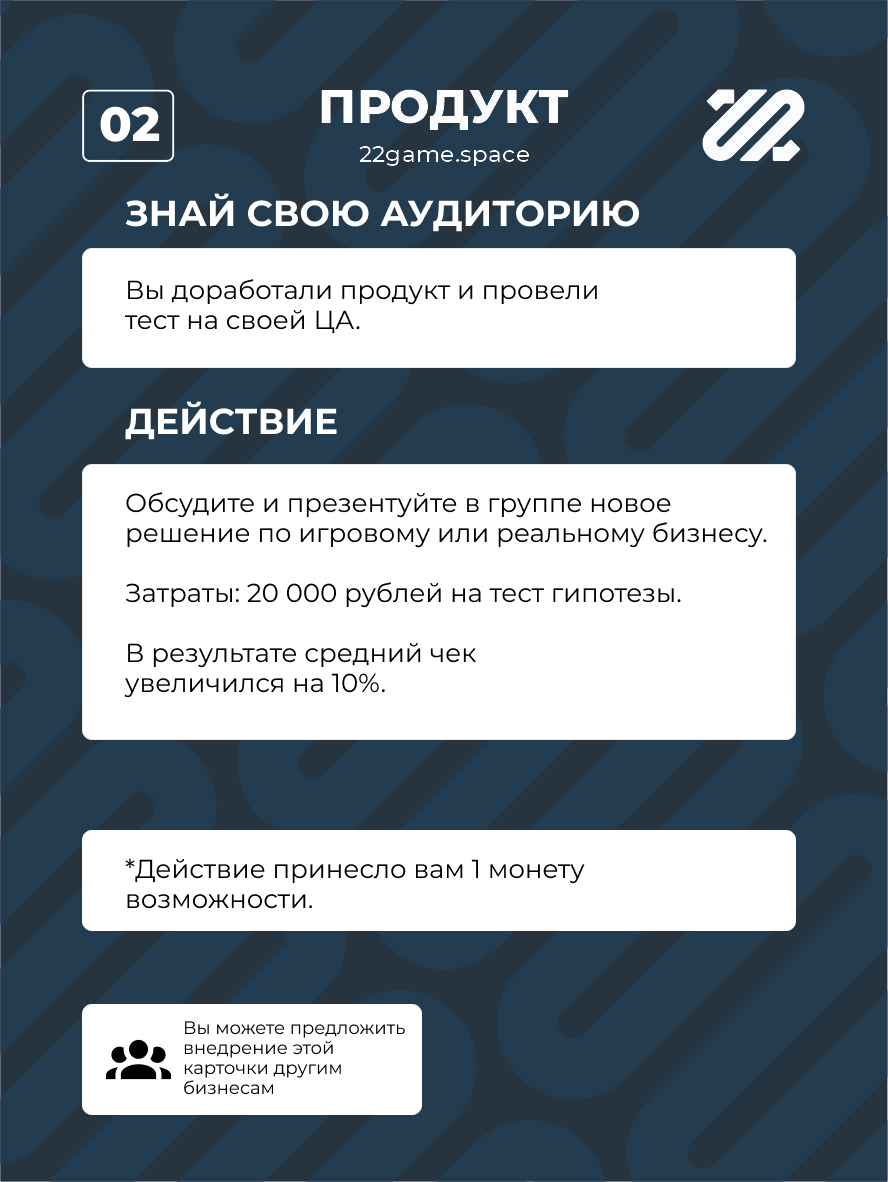 02
ПРОДУКТ
22game.space
ЗНАЙ СВОЮ АУДИТОРИЮ
Вы доработали продукт и провели
тест на своей ЦА.
ДЕЙСТВИЕ
Обсудите и презентуйте в группе новое
решение по игровому или реальному бизнесу.
Затраты: 20 000 рублей на тест гипотезы.
В результате средний чек
увеличился на 10%.
*Действие принесло вам 1 монету
возможности.
Вы можете предложить
внедрение этой
карточки другим
бизнесам